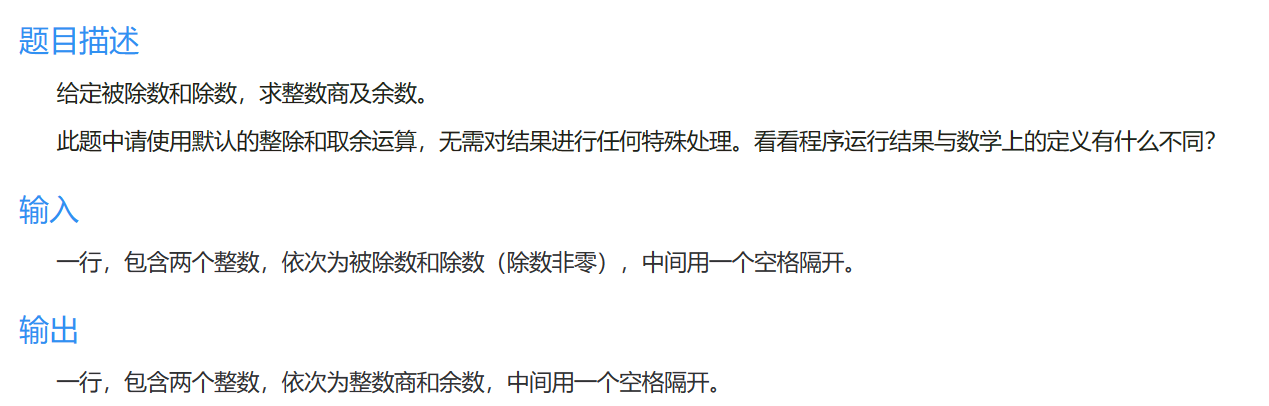 题目描述
给定被除数和除数，求整数商及余数。
此题中请使用默认的整除和取余运算，无需对结果进行任何特殊处理。看看程序运行结果与数学上的定义有什么不同？
输入
一行，包含两个整数，依次为被除数和除数（除数非零），中间用一个空格隔开。
输出
一行，包含两个整数，依次为整数商和余数，中间用一个空格隔开。